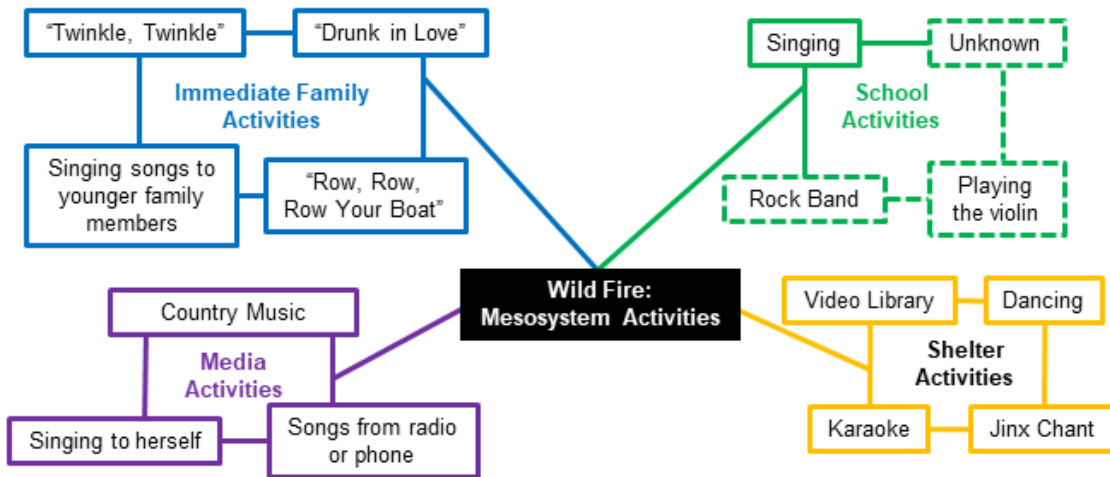 “Twinkle, Twinkle”
“Drunk in Love”
Immediate Family
Activities
Singing songs to
younger family
members
“Row, Row,
Row Your Boat”
Singing
Unknown
School
Activities
Rock Band
Playing
the violin
Wild Fire:
Mesosystem Activities
Country Music
Media
Activities
Singing to herself
Songs from radio
or phone
Video Library
Dancing
Shelter
Activities
Karaoke
Jinx Chant